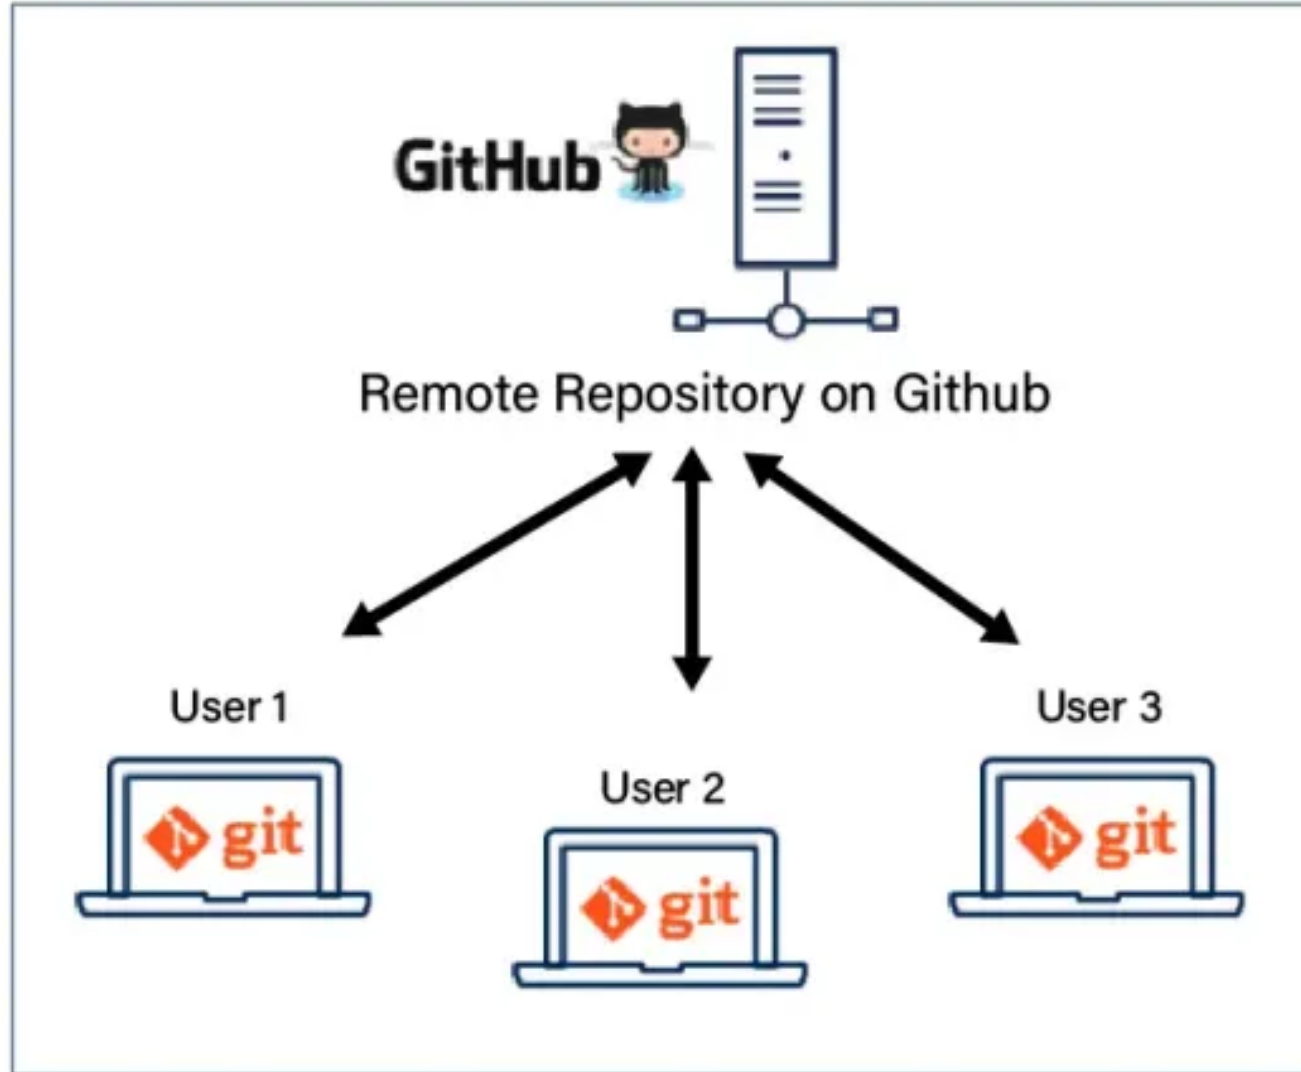 GitHub
Remote Repository on Github
User 1
User 2
User 3
git
git
git